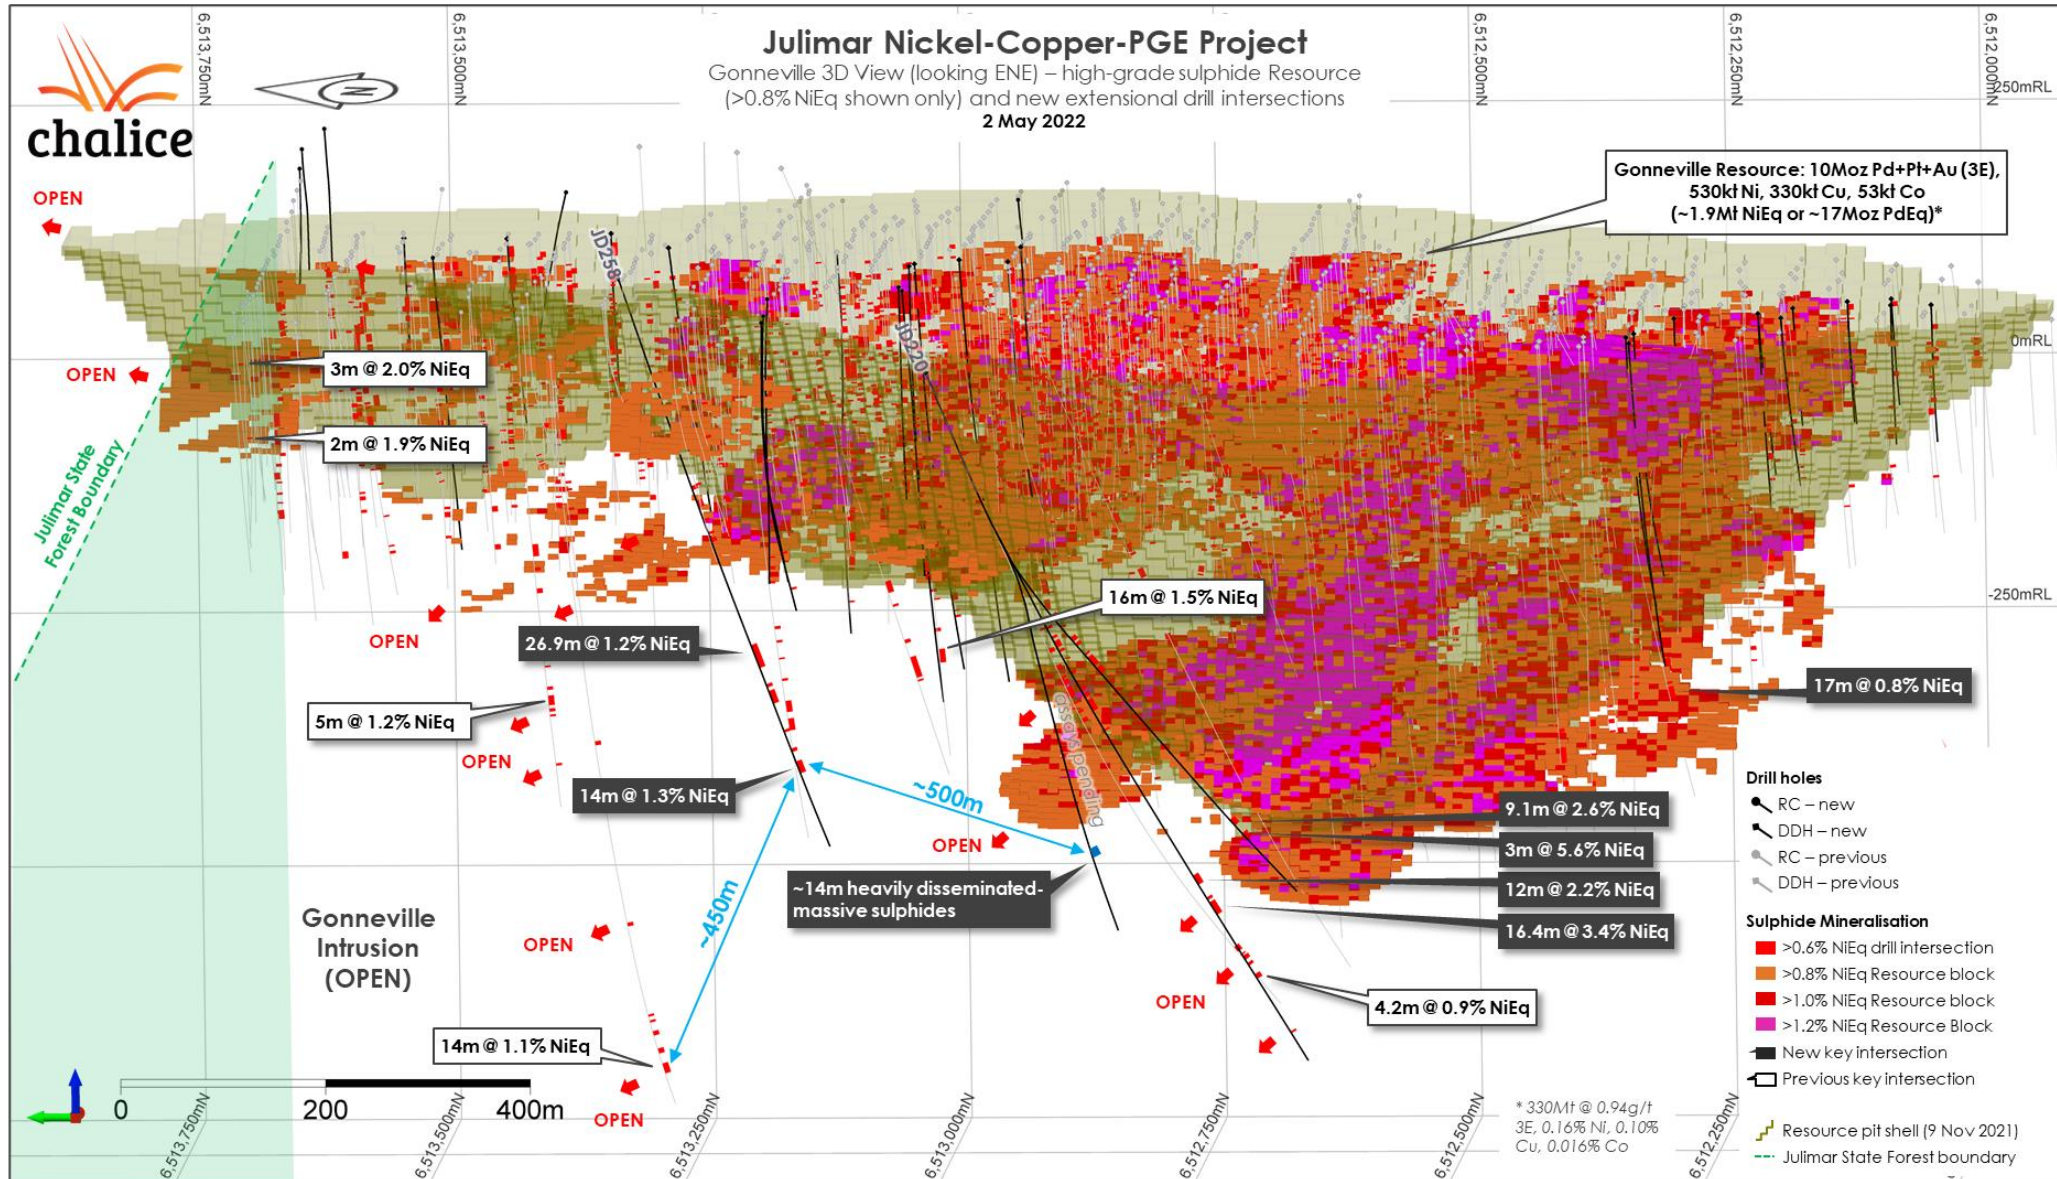 Julimar Nickel-Copper-PGE Project
Gonneville 3D View (looking ENE) – high-grade sulphide Resource
(>0.8% NiEq shown only) and new extensional drill intersections
2 May 2022
chalice
N
6,513,750mN
6,513,500mN
6,512,500mN
6,512,250mN
6,512,000mN
250mRL
Gonneville Resource: 10Moz Pd+Pt+Au (3E),
530kt Ni, 330kt Cu, 53kt Co
(~1.9Mt NiEq or ~17Moz PdEq)*
OPEN
JD258
JD220
0mRL
OPEN
3m @ 2.0% NiEq
2m @ 1.9% NiEq
Julimar State
Forest Boundary
-250mRL
16m @ 1.5% NiEq
OPEN
26.9m @ 1.2% NiEq
17m @ 0.8% NiEq
5m @ 1.2% NiEq
assays pending
OPEN
14m @ 1.3% NiEq
~500m
OPEN
~14m heavily disseminated-
massive sulphides
9.1m @ 2.6% NiEq
3m @ 5.6% NiEq
12m @ 2.2% NiEq
16.4m @ 3.4% NiEq
~450m
Gonneville
Intrusion
(OPEN)
OPEN
OPEN
4.2m @ 0.9% NiEq
14m @ 1.1% NiEq
OPEN
0
200
400m
6,513,750mN
6,513,500mN
6,513,250mN
6,513,000mN
6,512,750mN
6,512,500mN
6,512,250mN
* 330Mt @ 0.94g/t
3E, 0.16% Ni, 0.10%
Cu, 0.016% Co
Drill holes
RC – new
DDH – new
RC – previous
DDH – previous
Sulphide Mineralisation
>0.6% NiEq drill intersection
>0.8% NiEq Resource block
>1.0% NiEq Resource block
>1.2% NiEq Resource Block
New key intersection
Previous key intersection
Resource pit shell (9 Nov 2021)
Julimar State Forest boundary